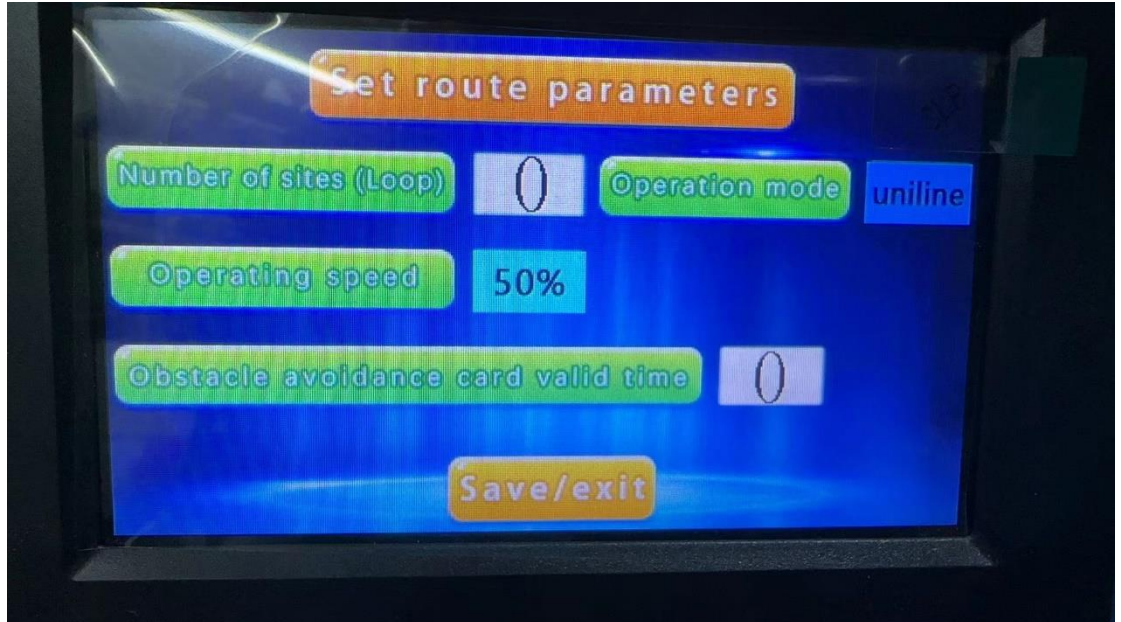 Set route parameters
Number of sites (Loop) 0 Operation mode uniline
Operating speed 50%
Obstacle avoidance card valid time 0
Save/exit